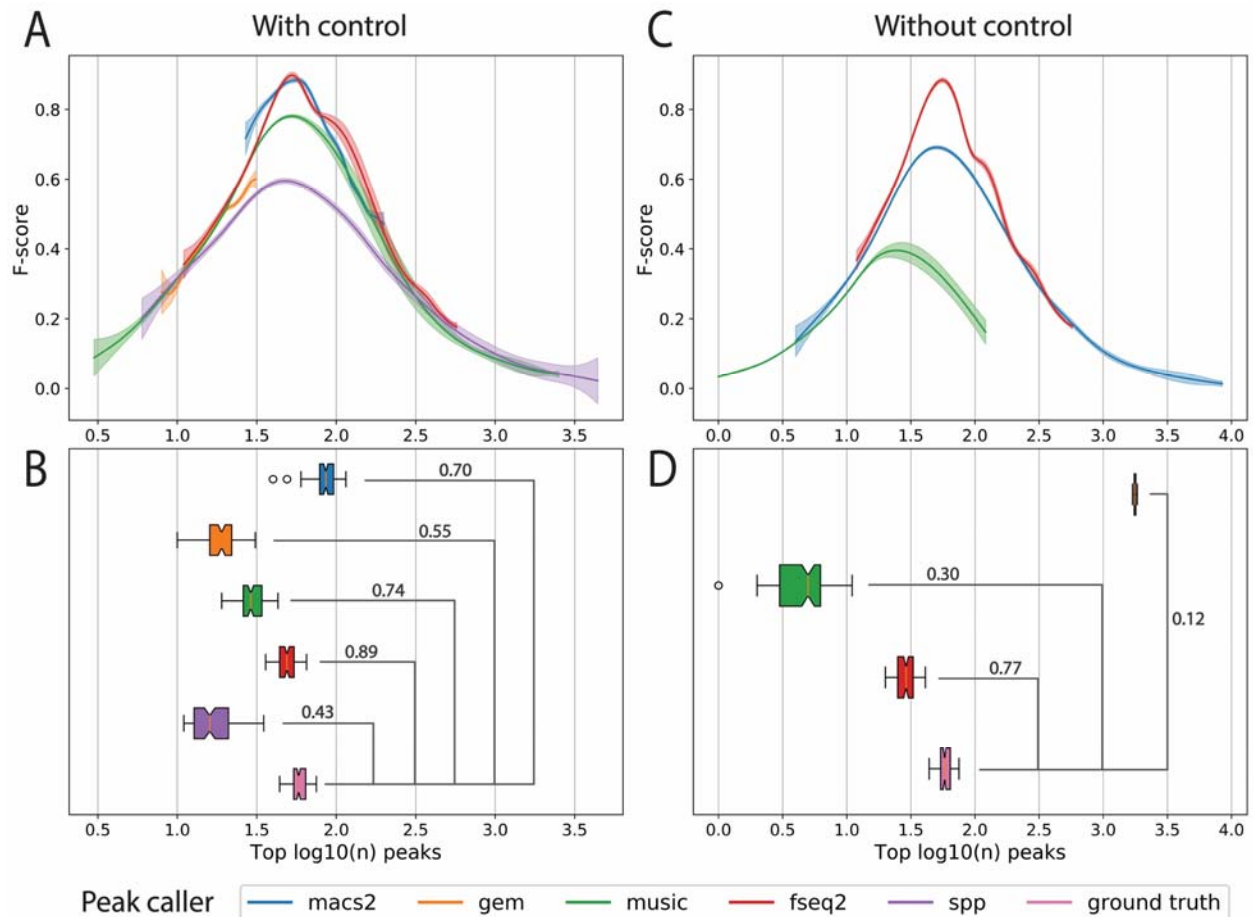 A
With control
C
Without control
F-score
0.8
0.6
0.4
0.2
0.0
0.5 1.0 1.5 2.0 2.5 3.0 3.5
F-score
0.8
0.6
0.4
0.2
0.0
0.0 0.5 1.0 1.5 2.0 2.5 3.0 3.5 4.0
B
0.70
0.55
0.74
0.89
0.43
0.5 1.0 1.5 2.0 2.5 3.0 3.5
Top log10(n) peaks
D
0.30
0.12
0.77
0.0 0.5 1.0 1.5 2.0 2.5 3.0 3.5 4.0
Top log10(n) peaks
Peak caller macs2 gem music fseq2 spp ground truth